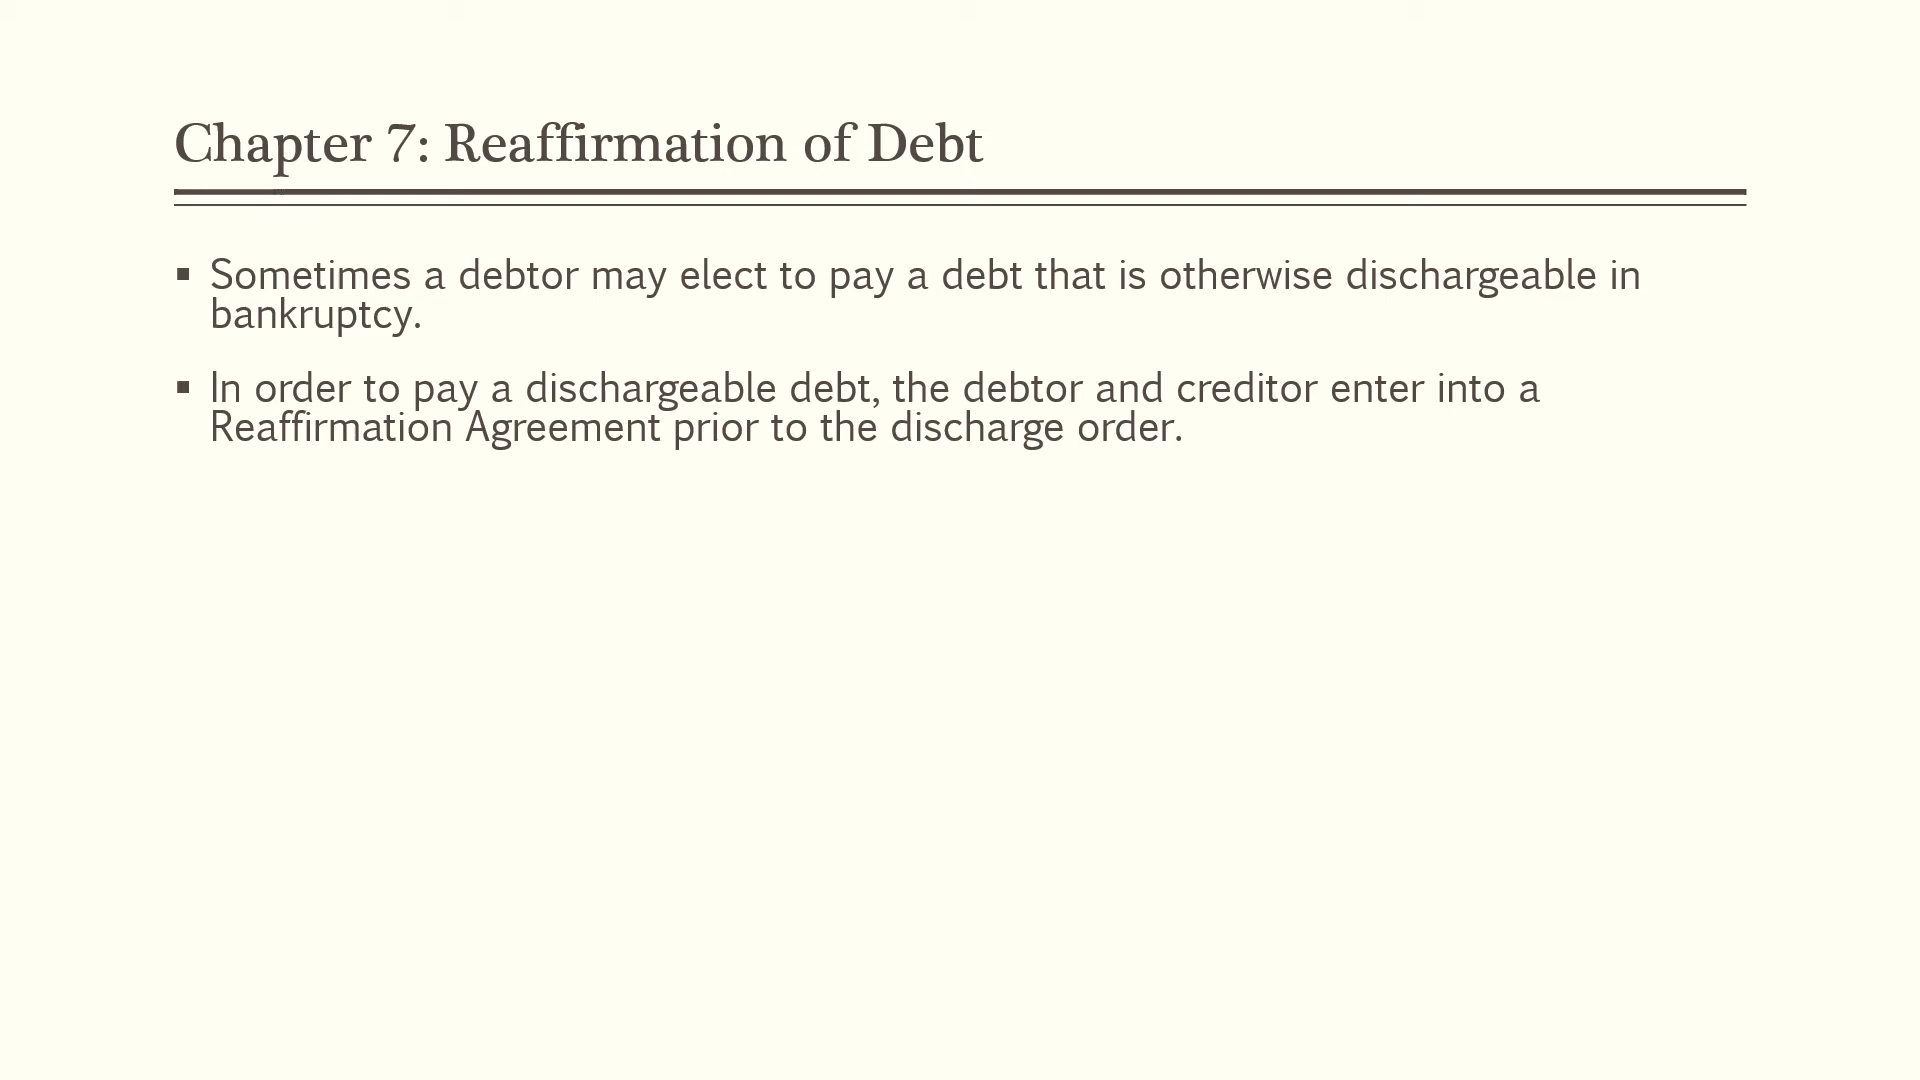 Chapter 7: Reaffirmation of Debt
▪ Sometimes a debtor may elect to pay a debt that is otherwise dischargeable in
bankruptcy.
▪ In order to pay a dischargeable debt, the debtor and creditor enter into a
Reaffirmation Agreement prior to the discharge order.